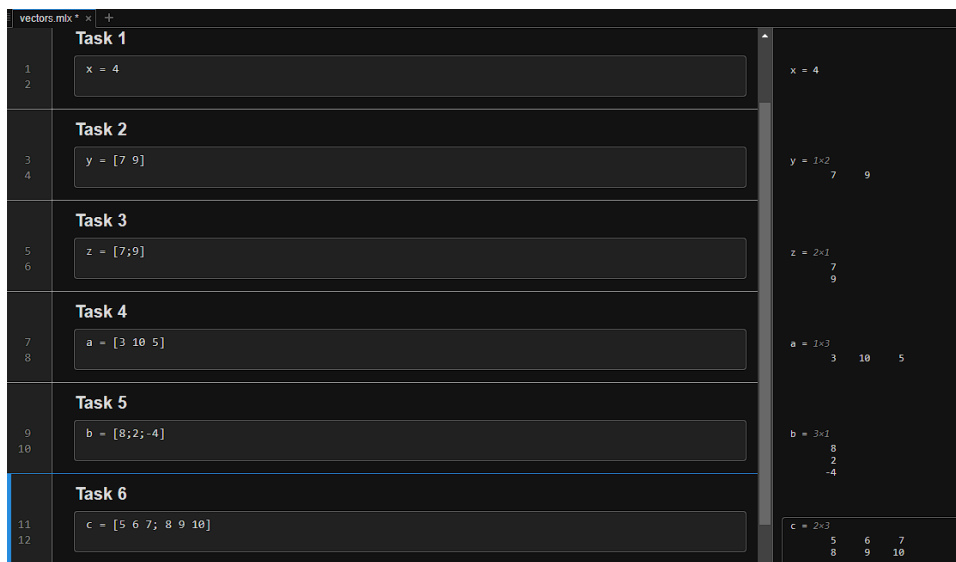 vectors.mlx * × +
Task 1
1
x = 4
2
x = 4
Task 2
3
y = [7 9]
4
y = 1×2
7 9
Task 3
5
z = [7;9]
6
z = 2×1
7
9
Task 4
7
a = [3 10 5]
8
a = 1×3
3 10 5
Task 5
9
b = [8;2;-4]
10
b = 3×1
8
2
-4
Task 6
11
c = [5 6 7; 8 9 10]
12
c = 2×3
5 6 7
8 9 10